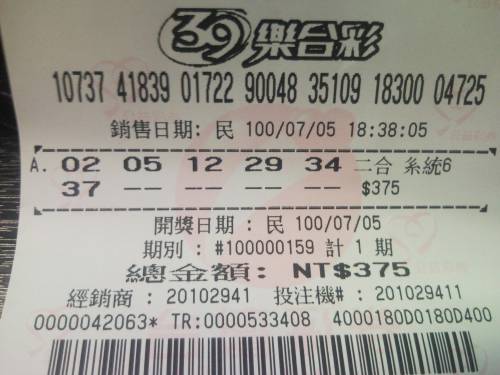 39樂合彩
10737 41839 01722 90048 35109 18300 04725
銷售日期: 民 100/07/05 18:38:05
A. 02 05 12 29 34 二合 系統6
37 -- -- -- -- $375
開獎日期 : 民 100/07/05
期別 : #100000159 計 1 期
總金額: NT$375
經銷商 : 20102941 投注機# : 201029411
0000042063* TR:0000533408 4000180D0180D400